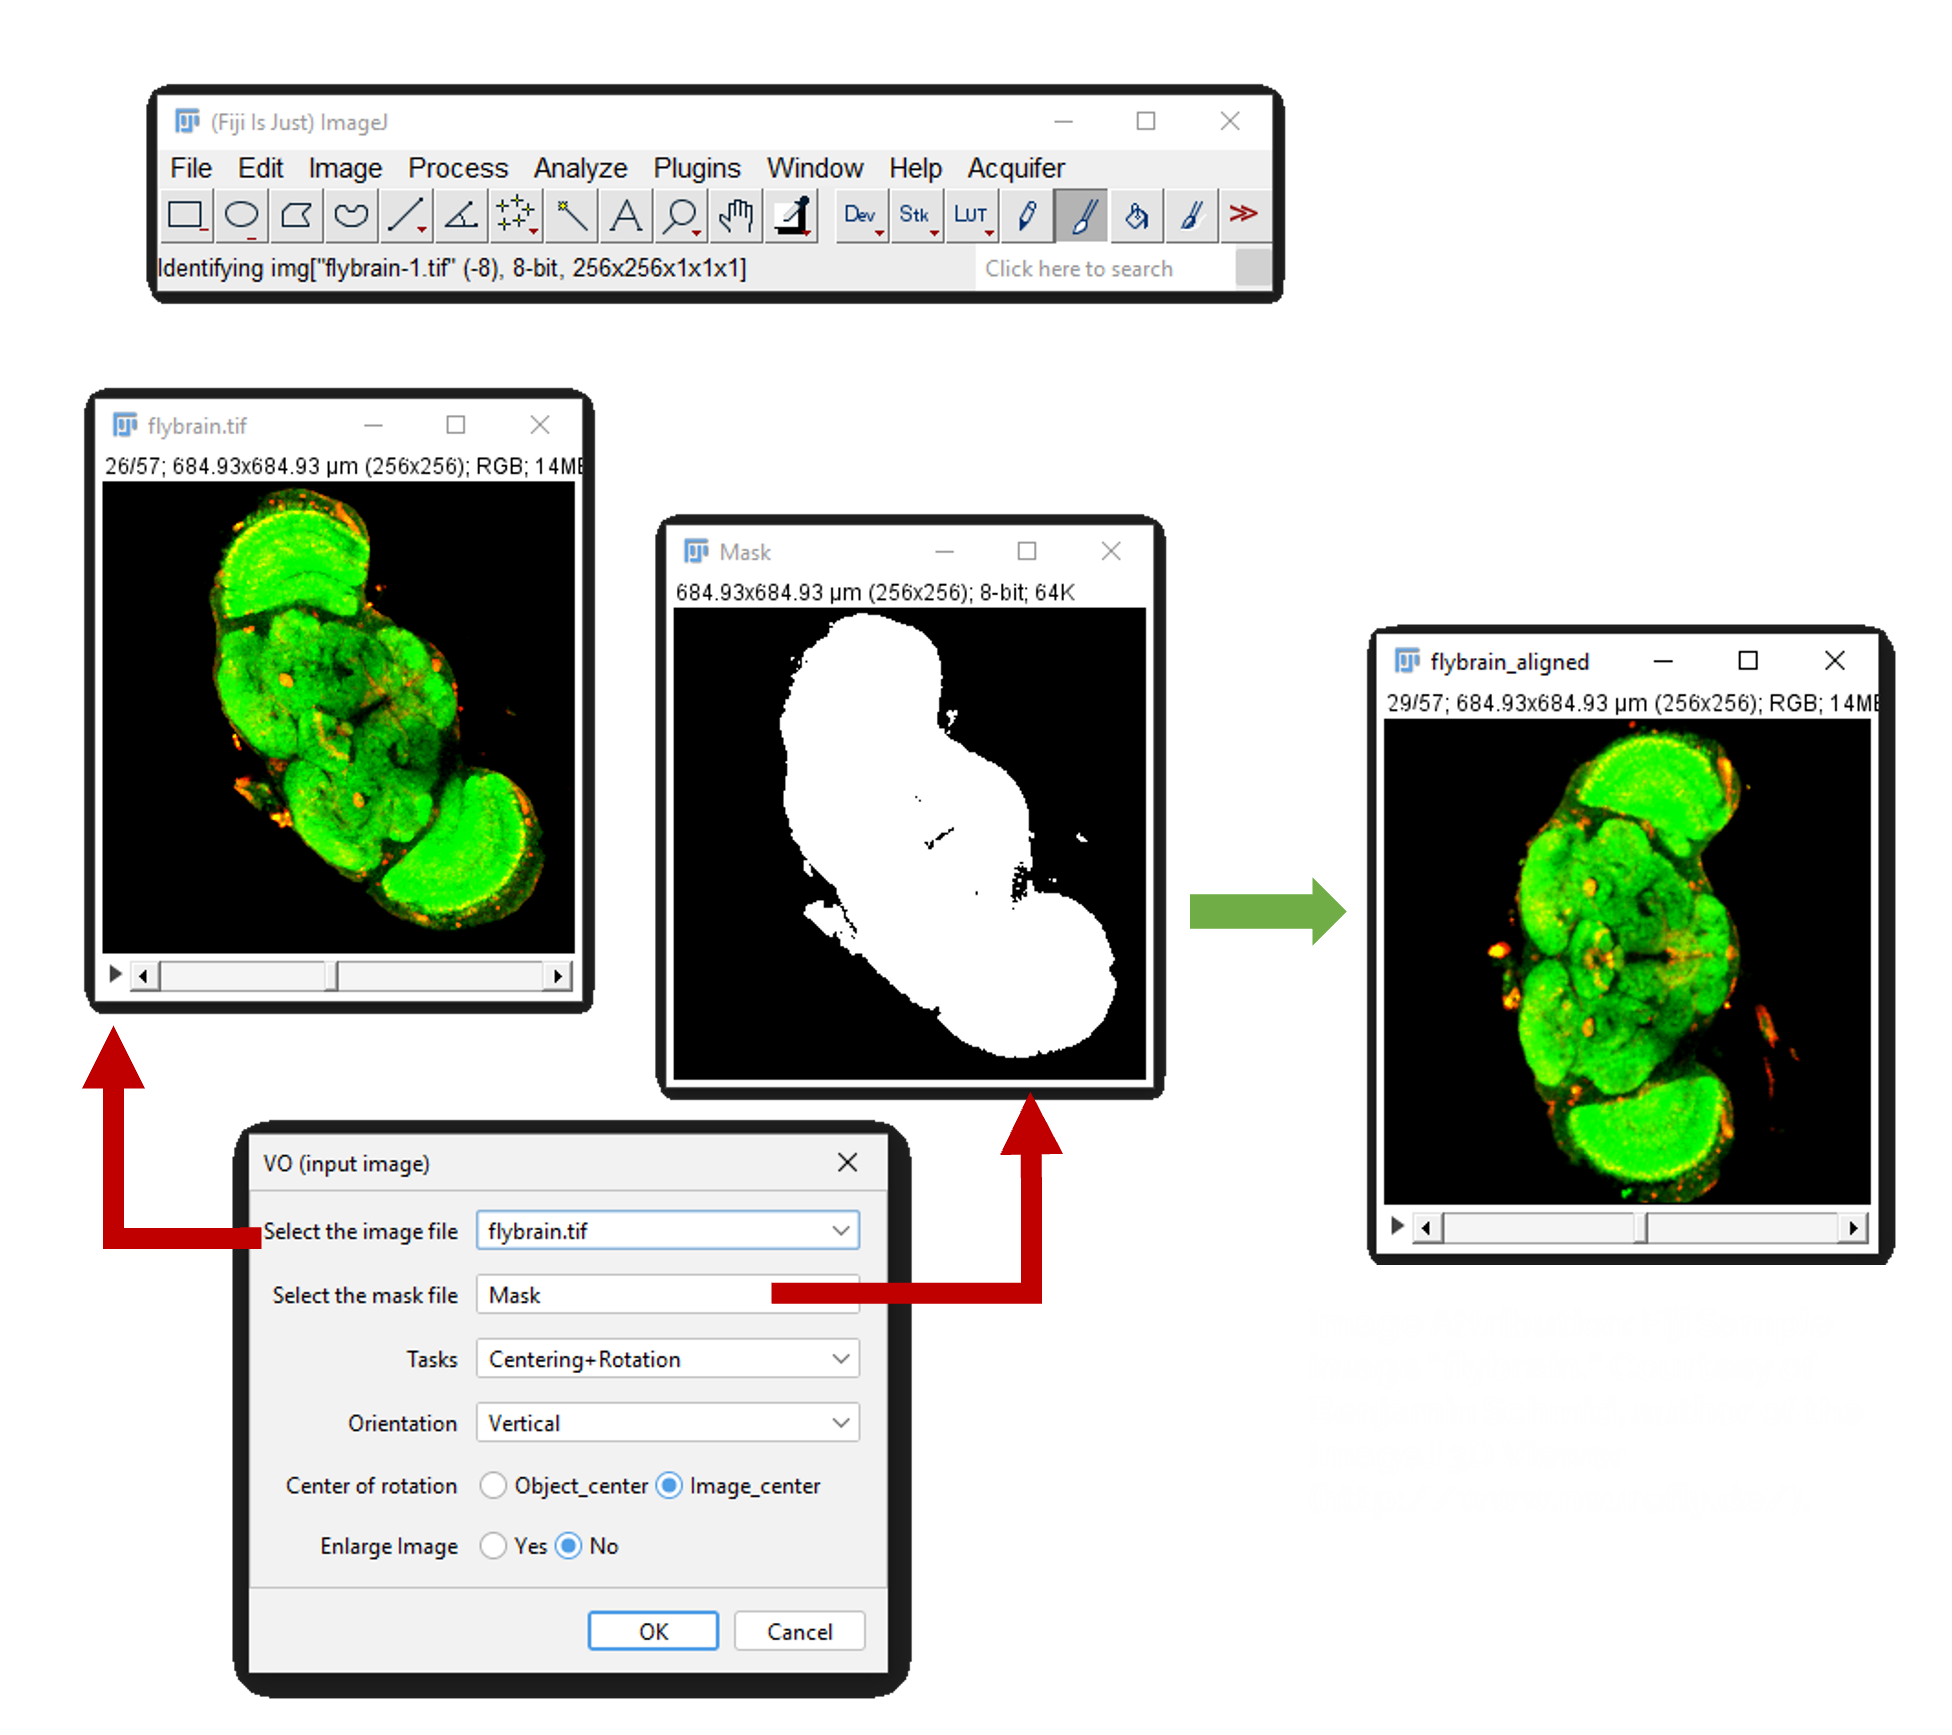 (Fiji Is Just) ImageJ
File Edit Image Process Analyze Plugins Window Help Acquifer
Dev Stk LUT
Identifying img["flybrain-1.tif" (-8), 8-bit, 256x256x1x1x1]
Click here to search
flybrain.tif
26/57; 684.93x684.93 µm (256x256); RGB; 14MB
Mask
684.93x684.93 µm (256x256); 8-bit; 64K
flybrain_aligned
29/57; 684.93x684.93 µm (256x256); RGB; 14MB
VO (input image)
Select the image file flybrain.tif
Select the mask file Mask
Tasks Centering+Rotation
Orientation Vertical
Center of rotation Object_center Image_center
Enlarge Image Yes No
OK Cancel